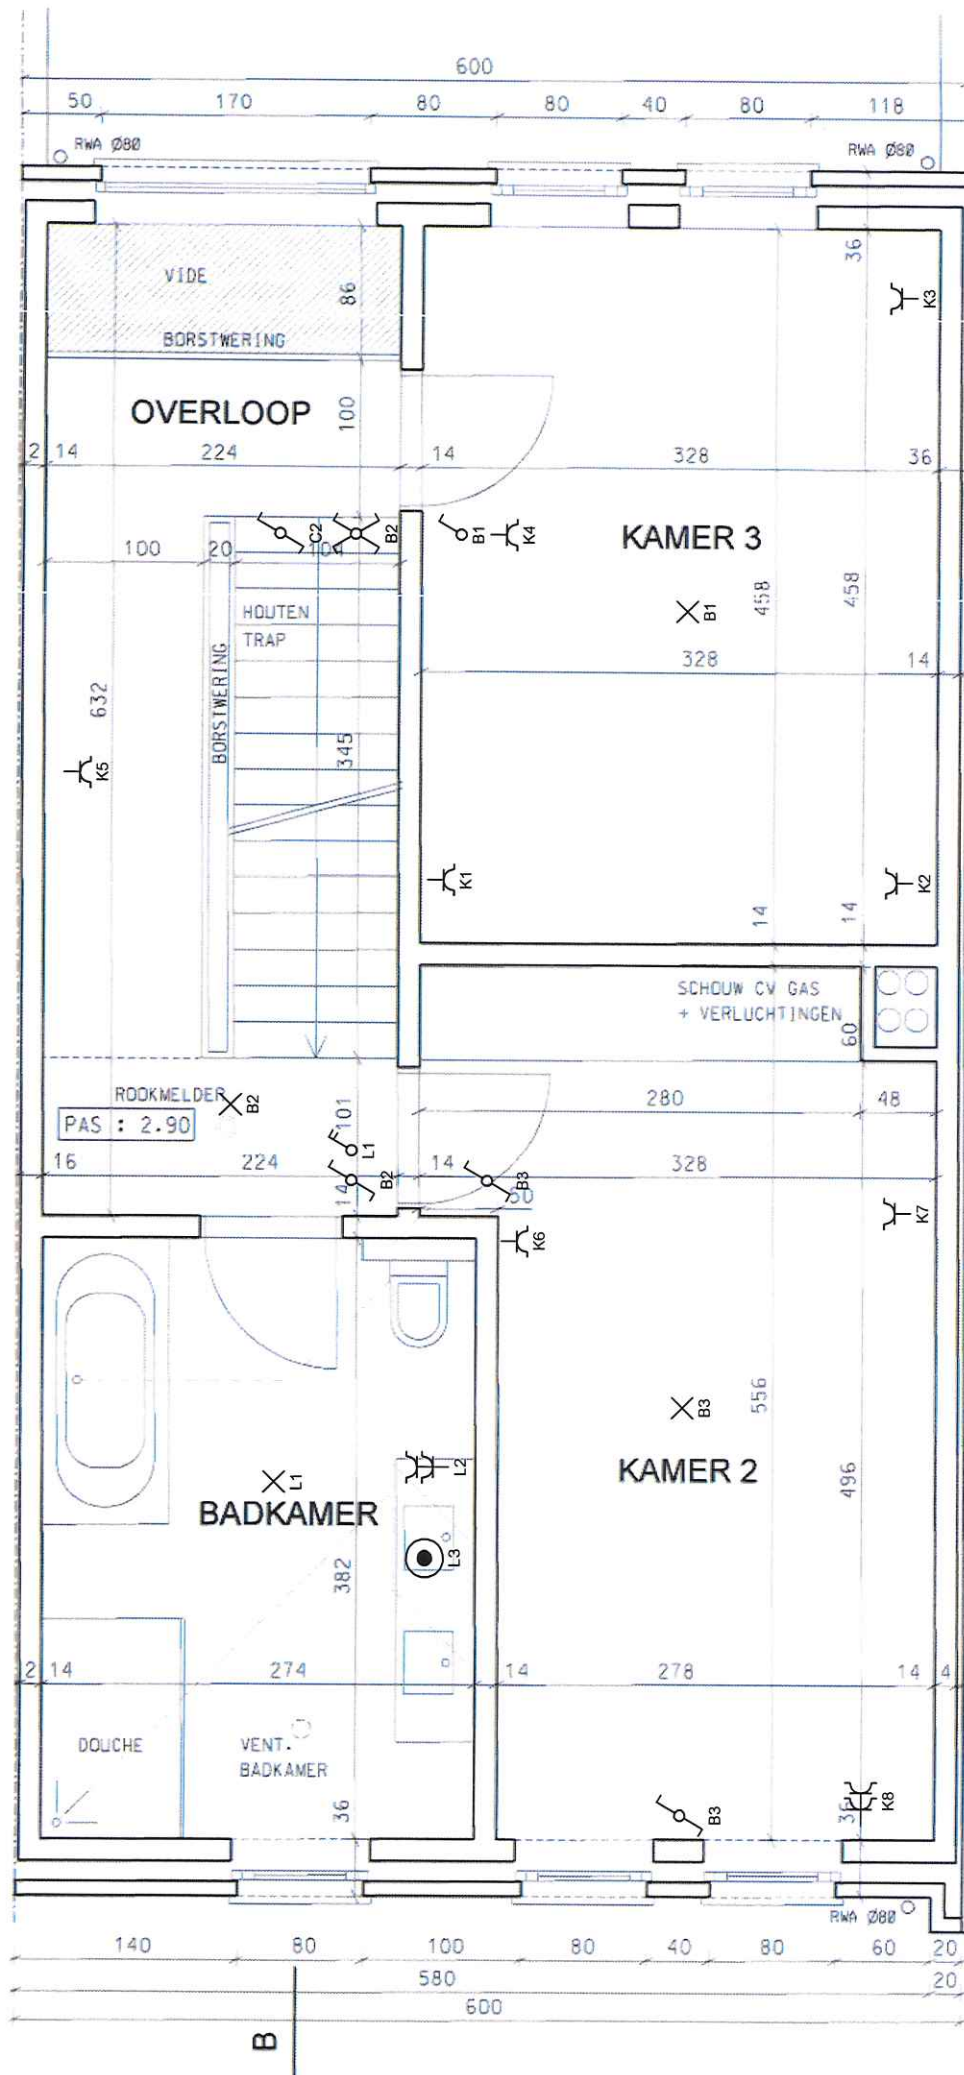 600
50 170 80 80 40 80 118
RWA Ø80 RWA Ø80
VIDE
36
86
K3
BORSTWERING
OVERLOOP
100
2 14 224 14 328 36
C2 B2 B1 K4
KAMER 3
100 20
HOUTEN
TRAP
458 458
B1
BORSTWERING
328 14
632
345
K5
K1 K2
14 14
SCHOUW CV GAS
+ VERLUCHTINGEN
60
ROOKMELDER
B2
PAS : 2.90
101
280 48
L1
16 224 14 328
B2 B3
14
60
K6 K7
556
B3
L2
KAMER 2
496
L1
BADKAMER
L3
382
2 14 274 14 278 14 4
DOUCHE
VENT.
BADKAMER
36
B3
36
K8
RWA Ø80
140 80 100 80 40 80 60 20
580 20
600
B